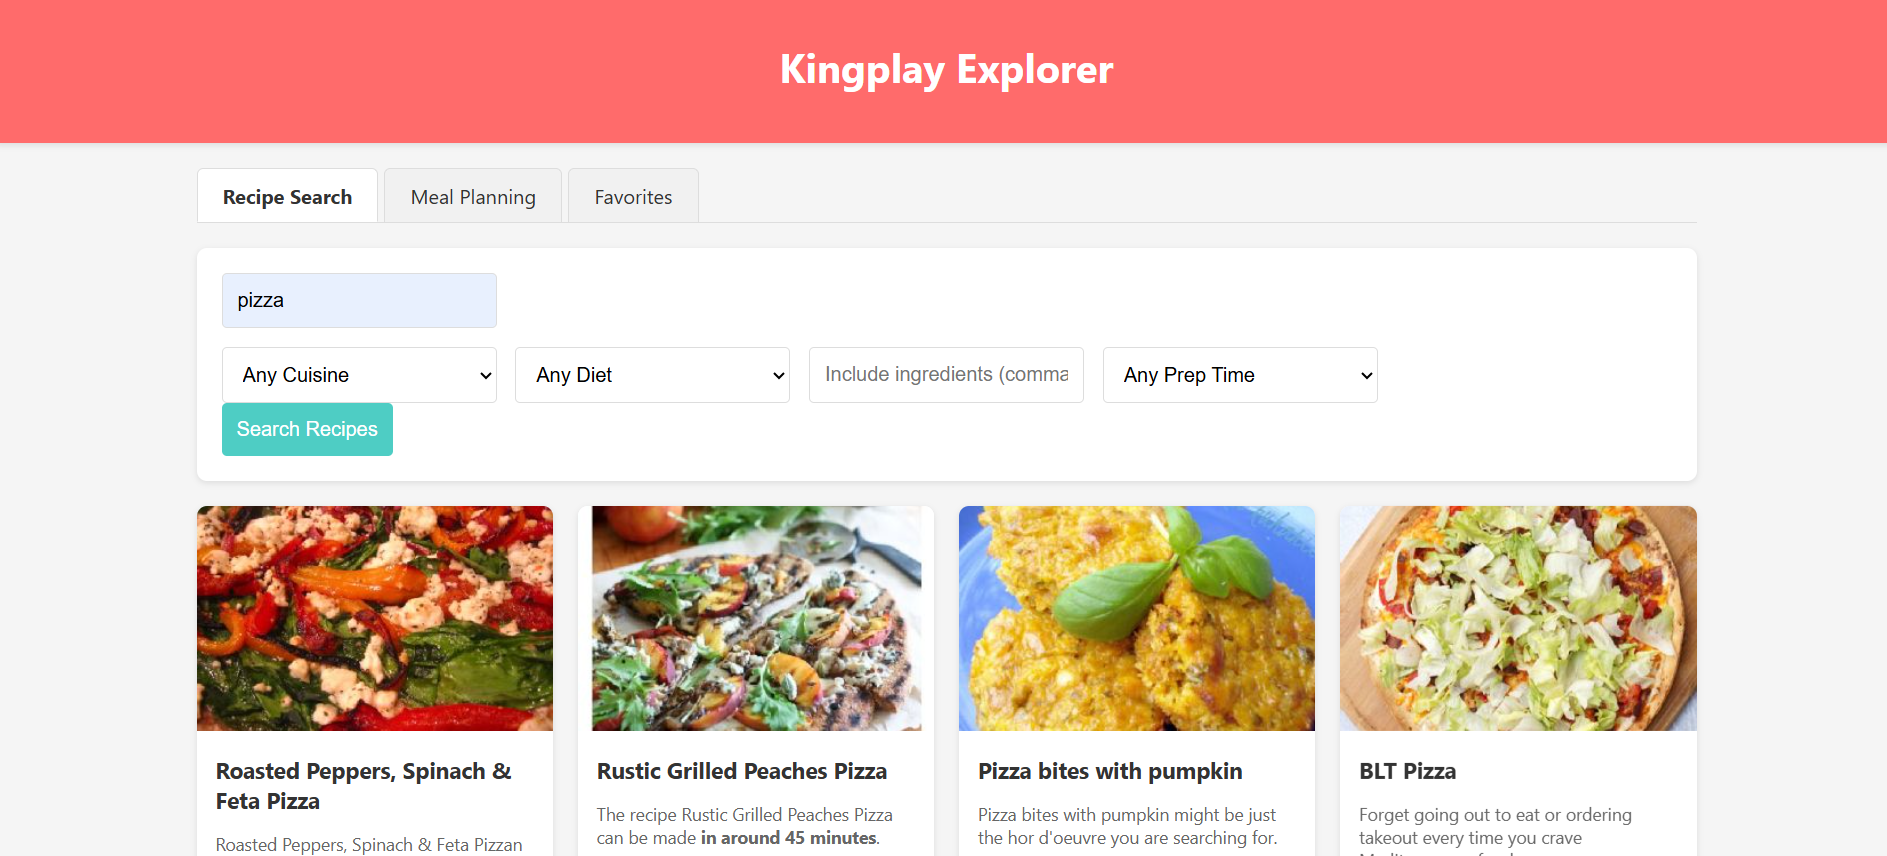 Kingplay Explorer
Recipe Search
Meal Planning
Favorites
pizza
Any Cuisine
Any Diet
Include ingredients (comma
Any Prep Time
Search Recipes
Roasted Peppers, Spinach &
Feta Pizza
Roasted Peppers, Spinach & Feta Pizzan
Rustic Grilled Peaches Pizza
The recipe Rustic Grilled Peaches Pizza
can be made in around 45 minutes.
Pizza bites with pumpkin
Pizza bites with pumpkin might be just
the hor d'oeuvre you are searching for.
BLT Pizza
Forget going out to eat or ordering
takeout every time you crave